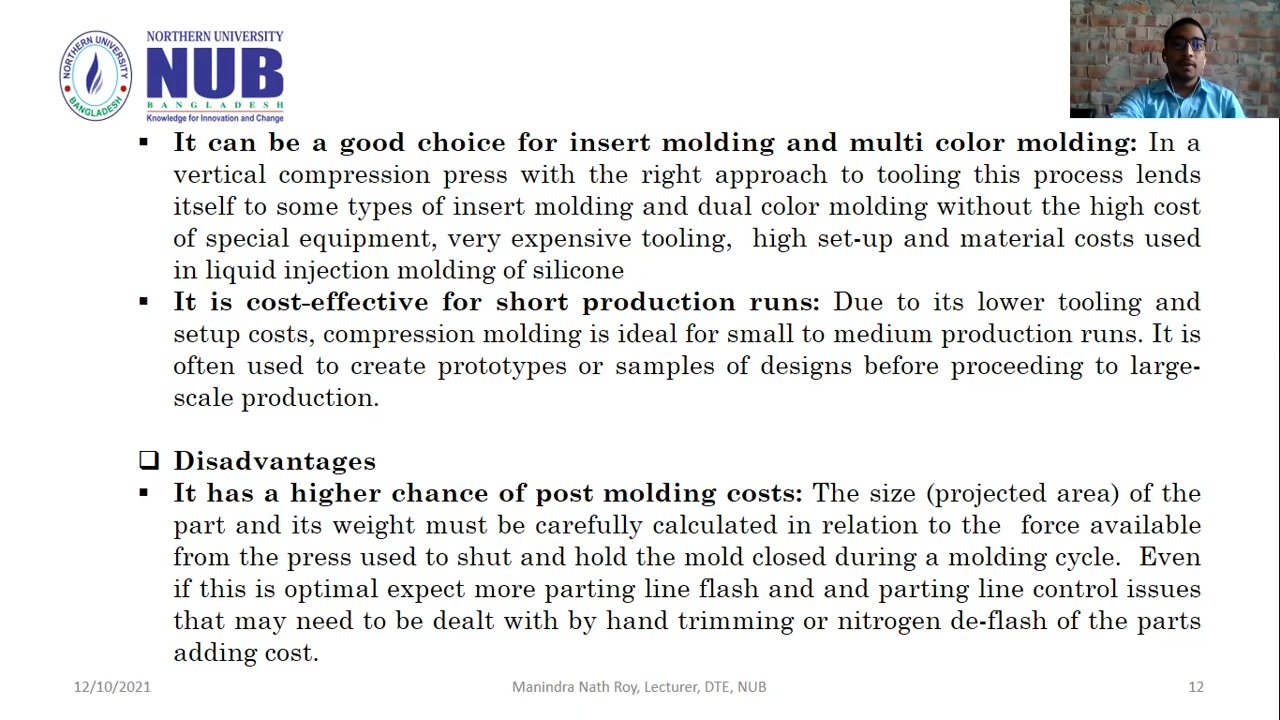 NORTHERN UNIVERSITY
BANGLADESH
NORTHERN UNIVERSITY
NUB
BANGLADESH
Knowledge for Innovation and Change
▪ It can be a good choice for insert molding and multi color molding: In a
vertical compression press with the right approach to tooling this process lends
itself to some types of insert molding and dual color molding without the high cost
of special equipment, very expensive tooling, high set-up and material costs used
in liquid injection molding of silicone
▪ It is cost-effective for short production runs: Due to its lower tooling and
setup costs, compression molding is ideal for small to medium production runs. It is
often used to create prototypes or samples of designs before proceeding to large-
scale production.
❑ Disadvantages
▪ It has a higher chance of post molding costs: The size (projected area) of the
part and its weight must be carefully calculated in relation to the force available
from the press used to shut and hold the mold closed during a molding cycle. Even
if this is optimal expect more parting line flash and and parting line control issues
that may need to be dealt with by hand trimming or nitrogen de-flash of the parts
adding cost.
12/10/2021
Manindra Nath Roy, Lecturer, DTE, NUB
12